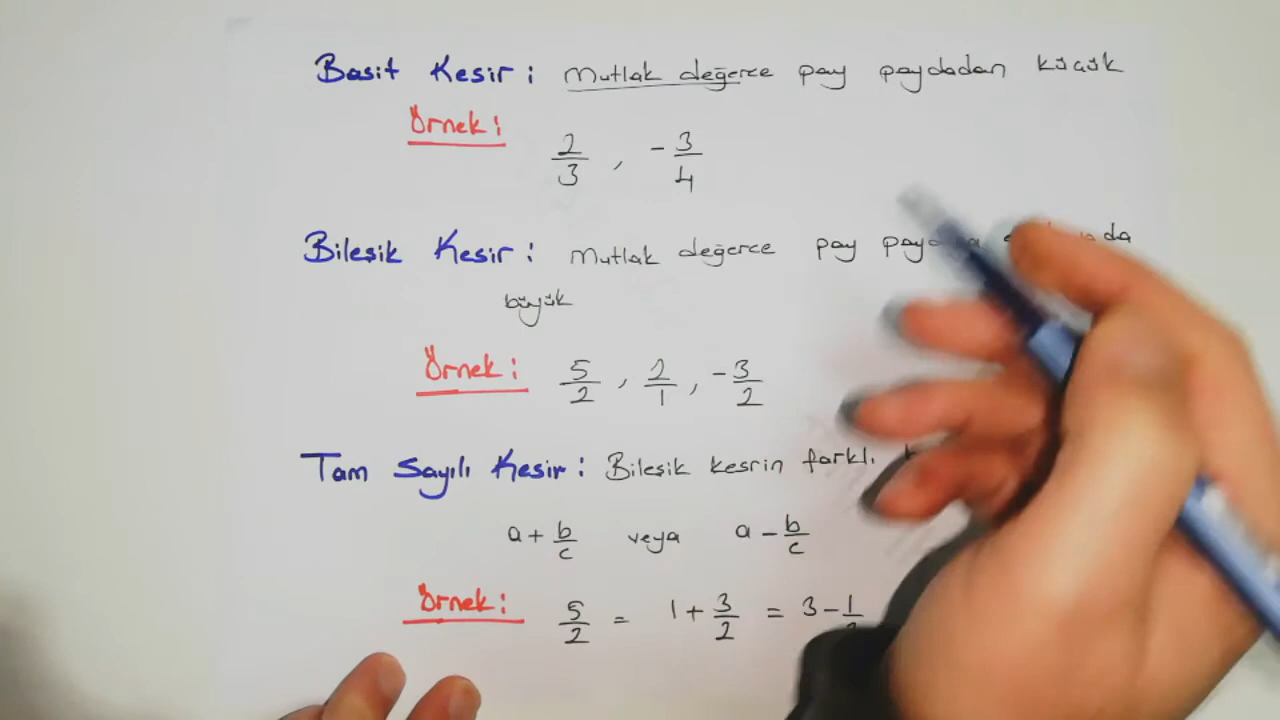 Basit Kesir: Mutlak değerce pay paydadan küçük
Örnek:
2/3 , -3/4
Bileşik Kesir: Mutlak değerce pay
büyük
Örnek: 5/2 , 2/1 , -3/2
Tam Sayılı Kesir: Bileşik kesrin farklı
a + b/c veya a - b/c
Örnek: 5/2 = 1 + 3/2 = 3 -